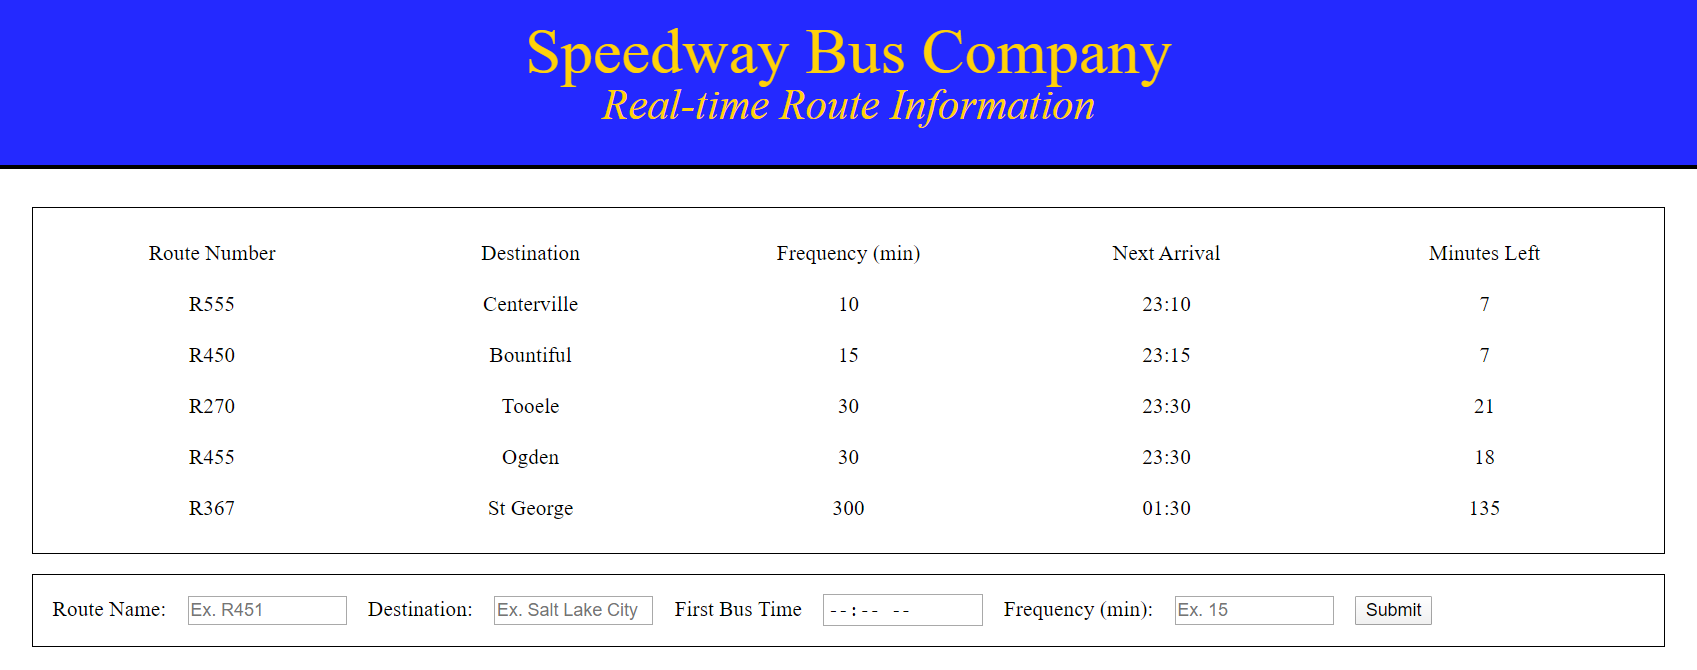 Speedway Bus Company
Real-time Route Information
Route Number Destination Frequency (min) Next Arrival Minutes Left
R555 Centerville 10 23:10 7
R450 Bountiful 15 23:15 7
R270 Tooele 30 23:30 21
R455 Ogden 30 23:30 18
R367 St George 300 01:30 135
Route Name: Ex. R451 Destination: Ex. Salt Lake City First Bus Time --:-- -- Frequency (min): Ex. 15 Submit